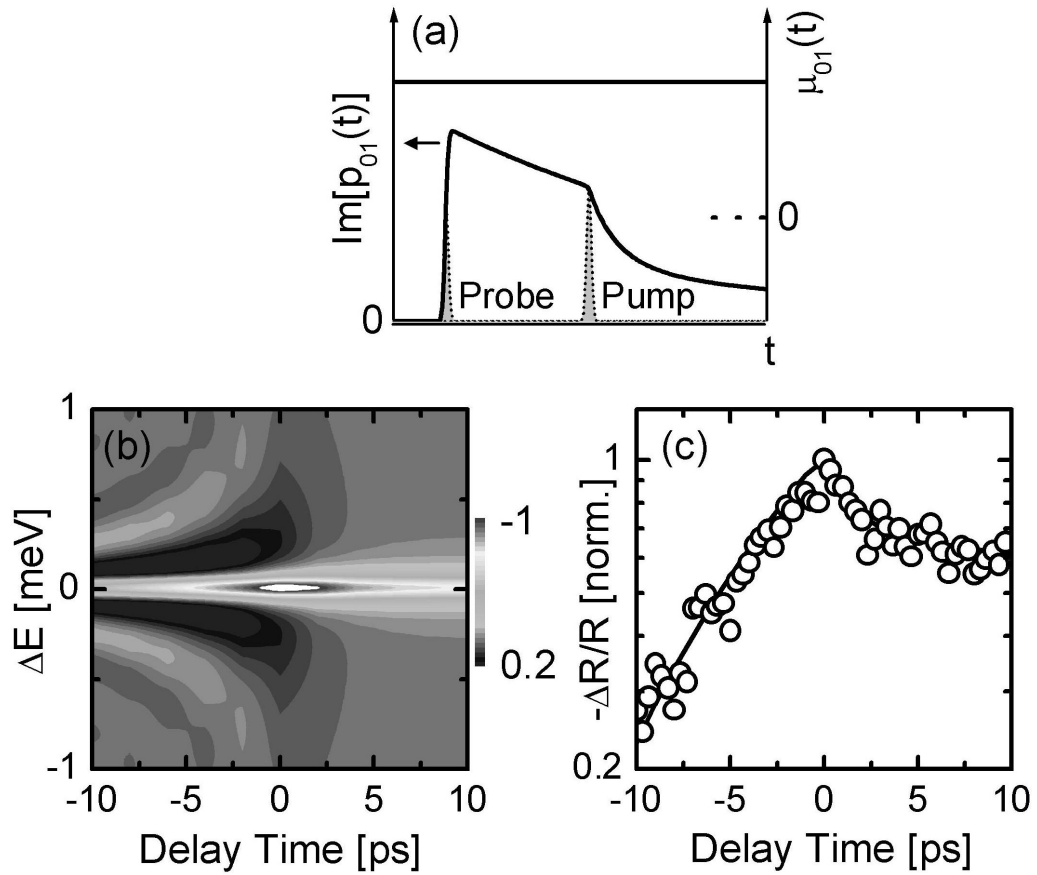 (a)
Im[p01(t)]
μ01(t)
0
Probe Pump
0
t
(b)
1
0
-1
ΔE [meV]
-1
0.2
-10 -5 0 5 10
Delay Time [ps]
(c)
1
0.2
-ΔR/R [norm.]
-10 -5 0 5 10
Delay Time [ps]